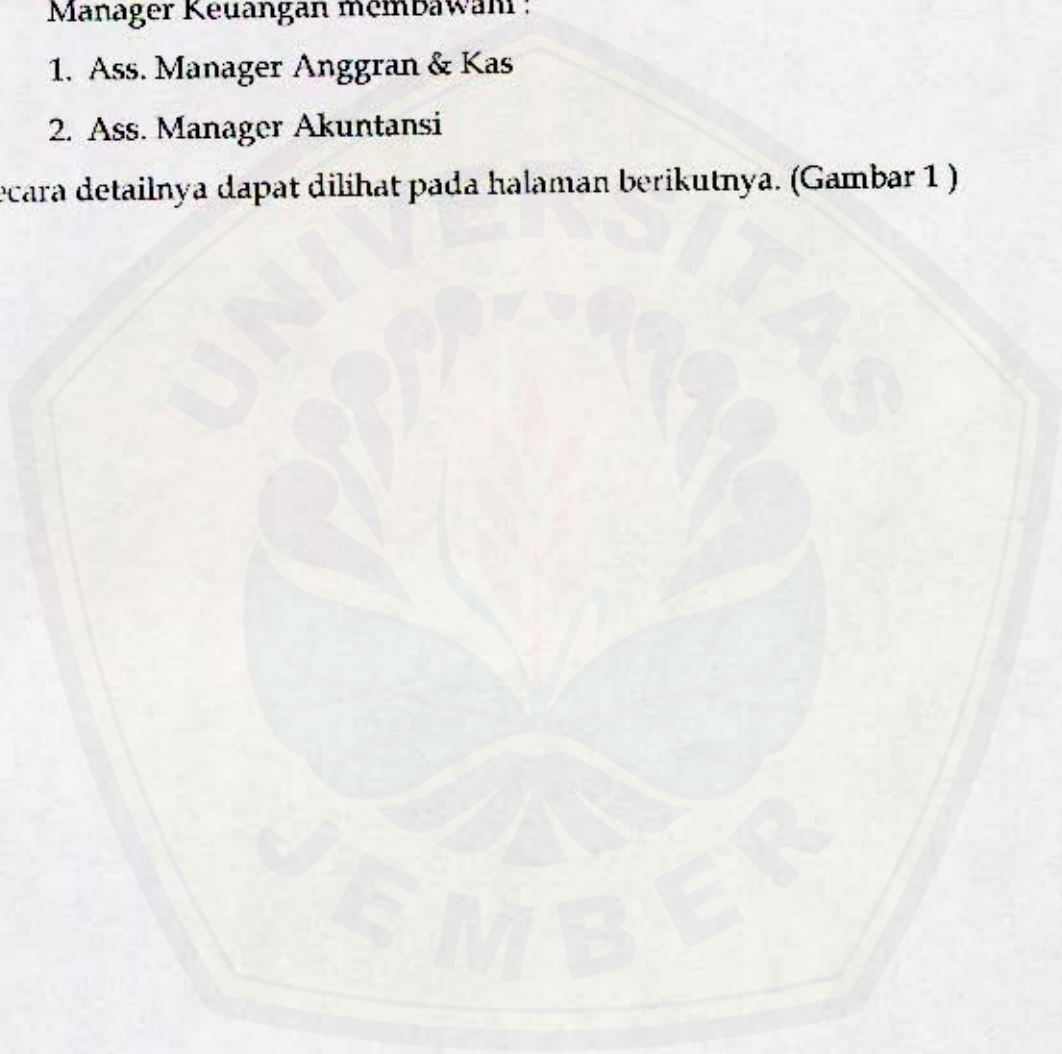 Manager Keuangan membawahi :
1. Ass. Manager Anggran & Kas
2. Ass. Manager Akuntansi
ecara detailnya dapat dilihat pada halaman berikutnya. (Gambar 1 )
UNIVERSITAS
JEMBER